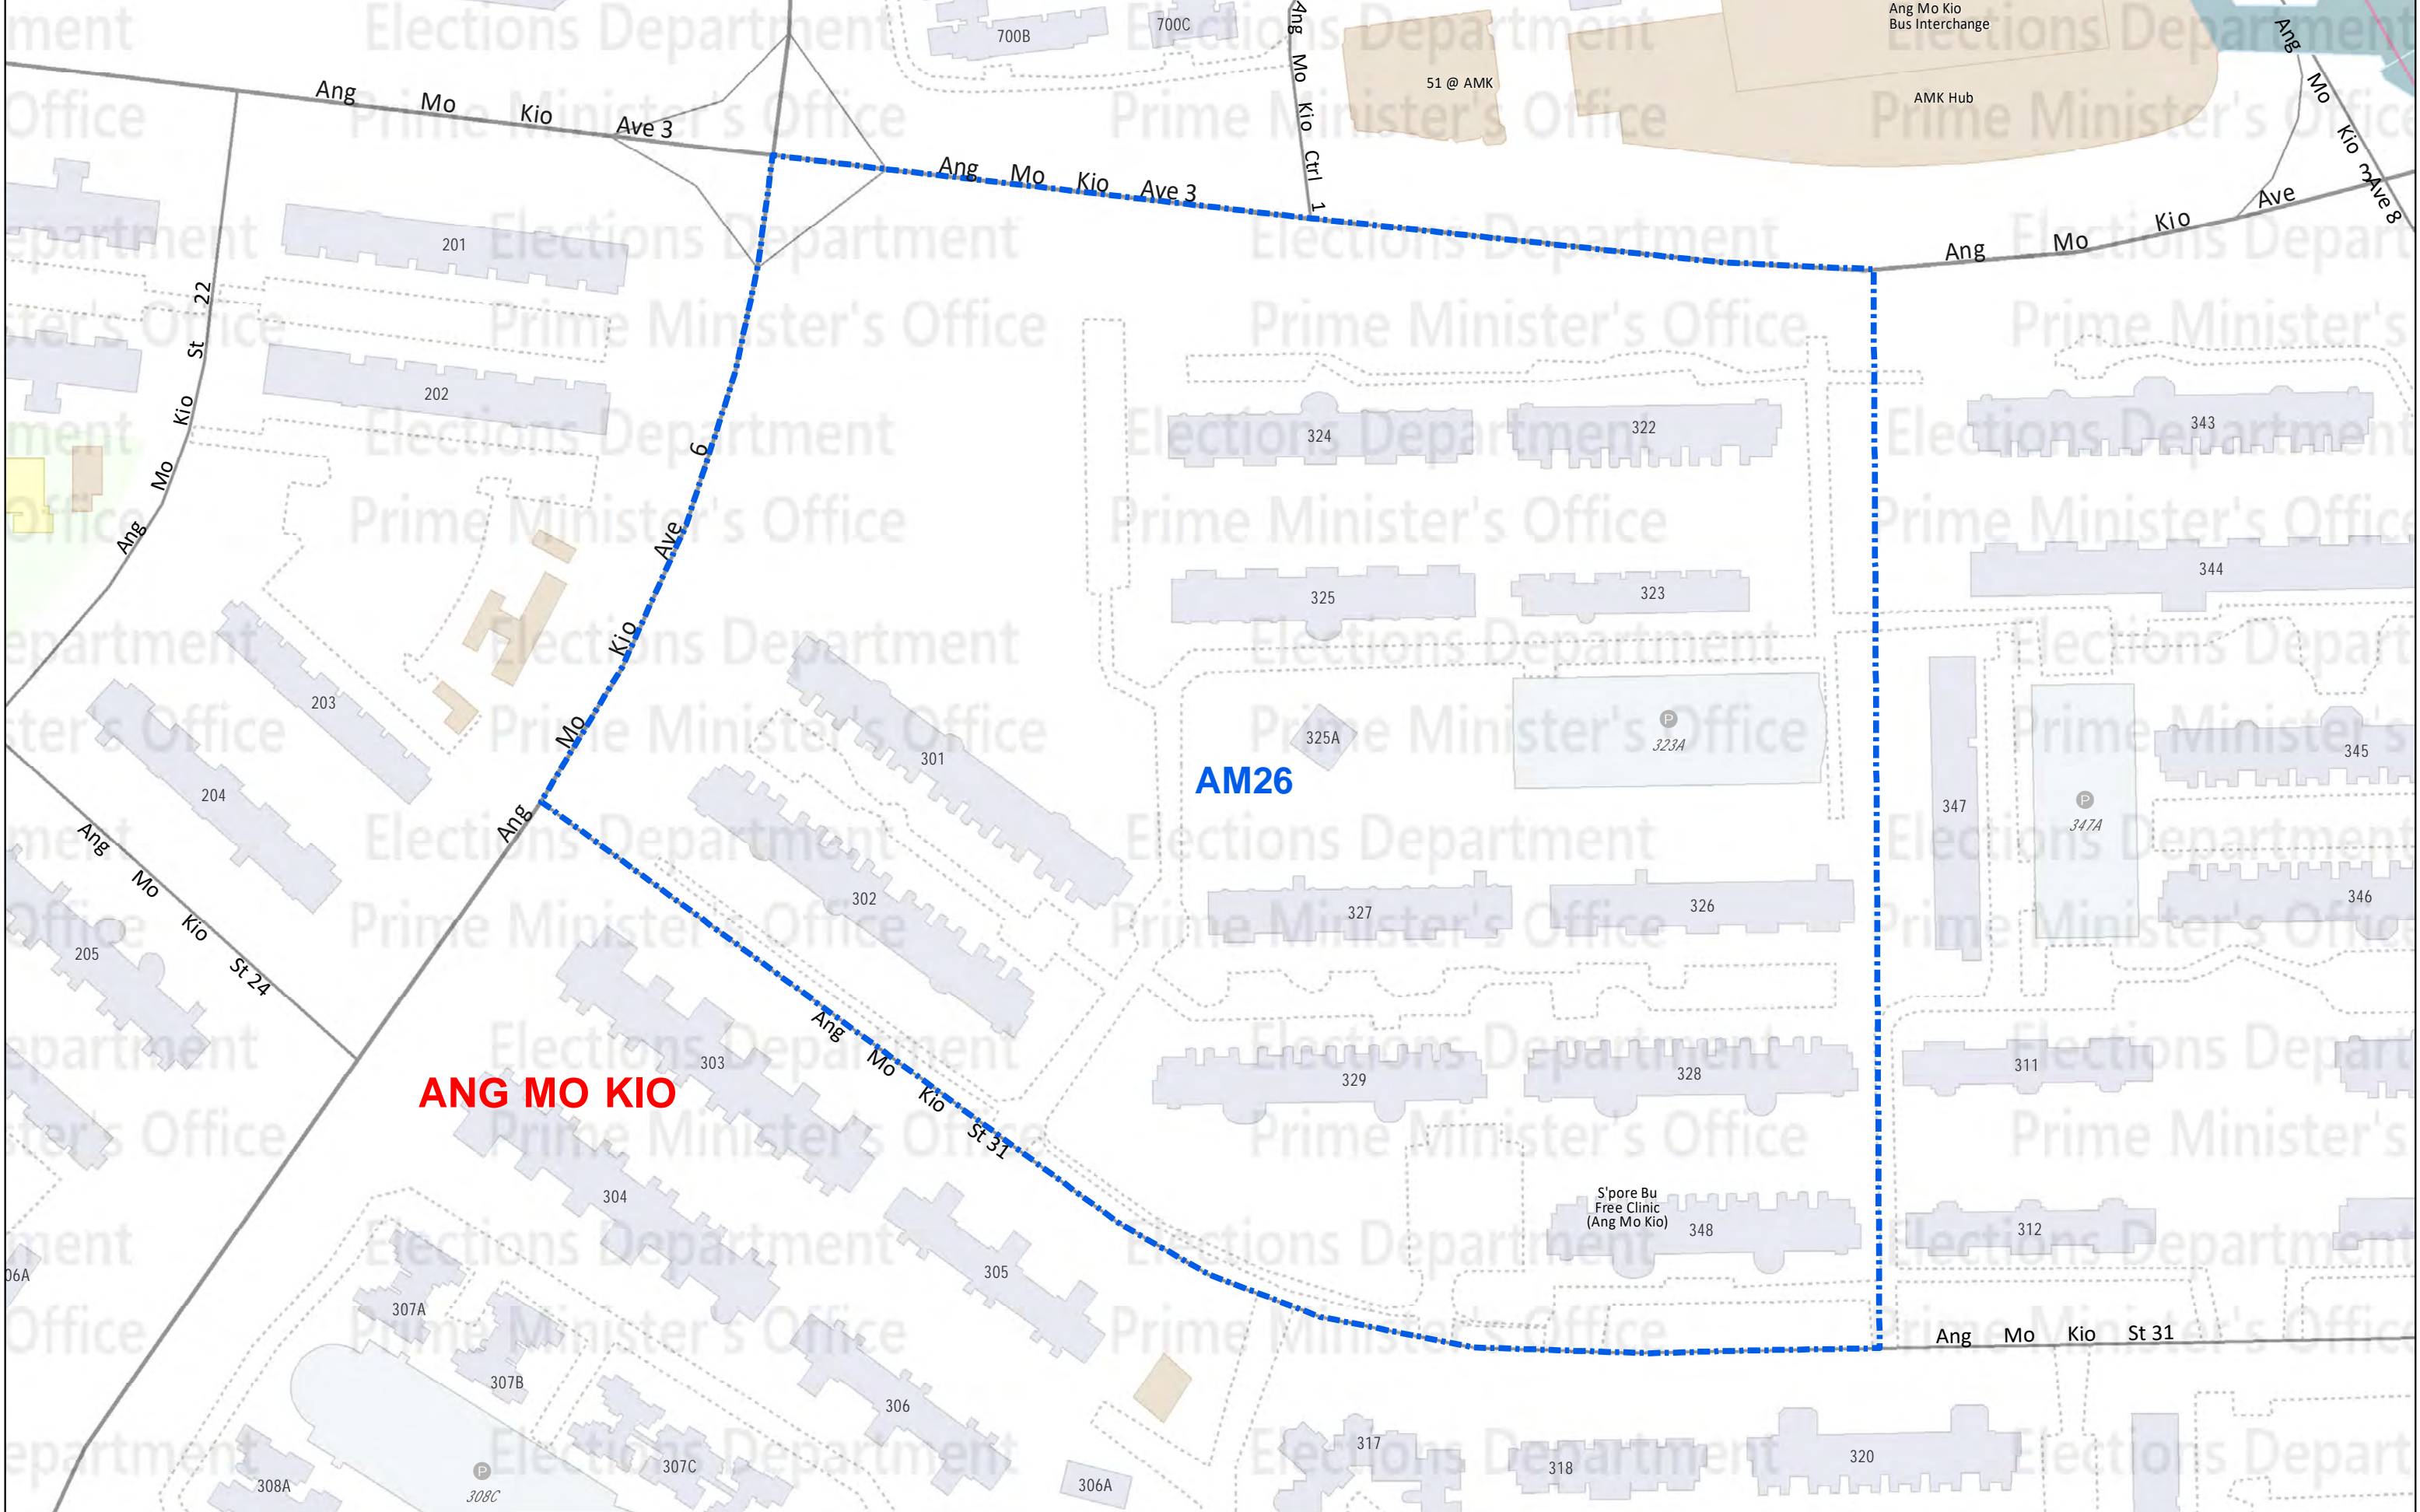 700B
700C
Ang Mo Kio Ctrl 1
51 @ AMK
Ang Mo Kio
Bus Interchange
AMK Hub
Ang Mo Kio Ave 8
Ang Mo Kio Ave 3
Ang Mo Kio Ave 3
Ang Mo Kio Ave 3
Ang Mo Kio St 22
Ang Mo Kio Ave 6
201
202
203
204
205
Ang Mo Kio St 24
324
322
343
325
323
344
301
302
325A
AM26
P
323A
347
P
347A
345
346
327
326
303
ANG MO KIO
304
Ang Mo Kio St 31
329
328
311
S'pore Bu
Free Clinic
(Ang Mo Kio)
348
312
305
06A
307A
307B
306
307C
308A
P
308C
306A
317
318
320
Ang Mo Kio St 31
Elections Department
Prime Minister's Office